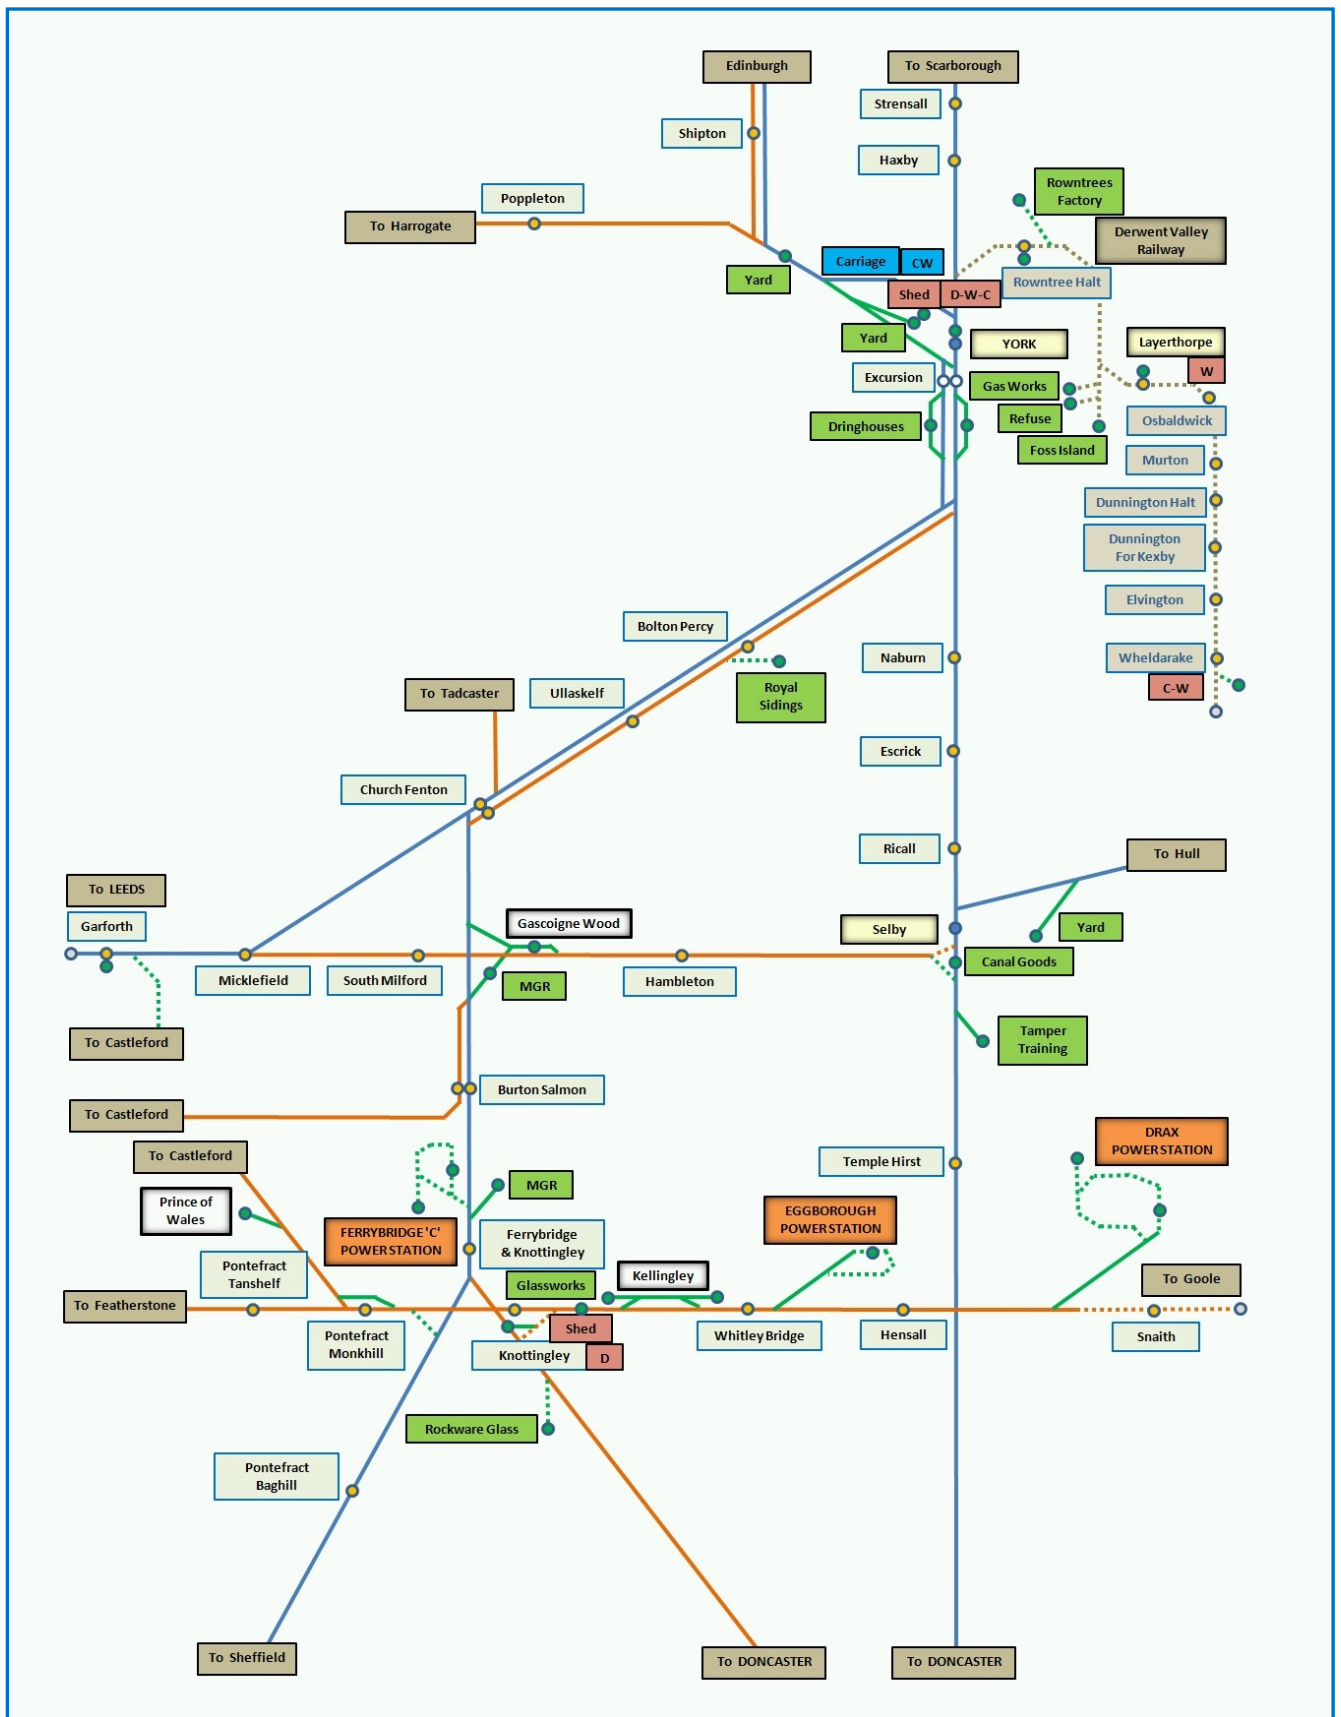 Edinburgh
To Scarborough
Strensall
Shipton
Haxby
Rowntrees
Factory
Poppleton
To Harrogate
Derwent Valley
Railway
Carriage
CW
Yard
Rowntree Halt
Shed
D-W-C
Yard
YORK
Layerthorpe
W
Excursion
Gas Works
Dringhouses
Refuse
Osbaldwick
Foss Island
Murton
Dunnington Halt
Dunnington
For Kexby
Elvington
Bolton Percy
Naburn
Wheldarake
C-W
To Tadcaster
Ullaskelf
Royal
Sidings
Escrick
Church Fenton
Ricall
To Hull
To LEEDS
Garforth
Gascoigne Wood
Selby
Yard
Micklefield
South Milford
MGR
Hambleton
Canal Goods
To Castleford
Tamper
Training
Burton Salmon
To Castleford
To Castleford
DRAX
POWER STATION
Temple Hirst
MGR
Prince of
Wales
FERRYBRIDGE 'C'
POWER STATION
Ferrybridge
& Knottingley
EGGBOROUGH
POWER STATION
Pontefract
Tanshelf
Glassworks
Kellingley
To Goole
To Featherstone
Pontefract
Monkhill
Shed
Knottingley
D
Whitley Bridge
Hensall
Snaith
Rockware Glass
Pontefract
Baghill
To Sheffield
To DONCASTER
To DONCASTER